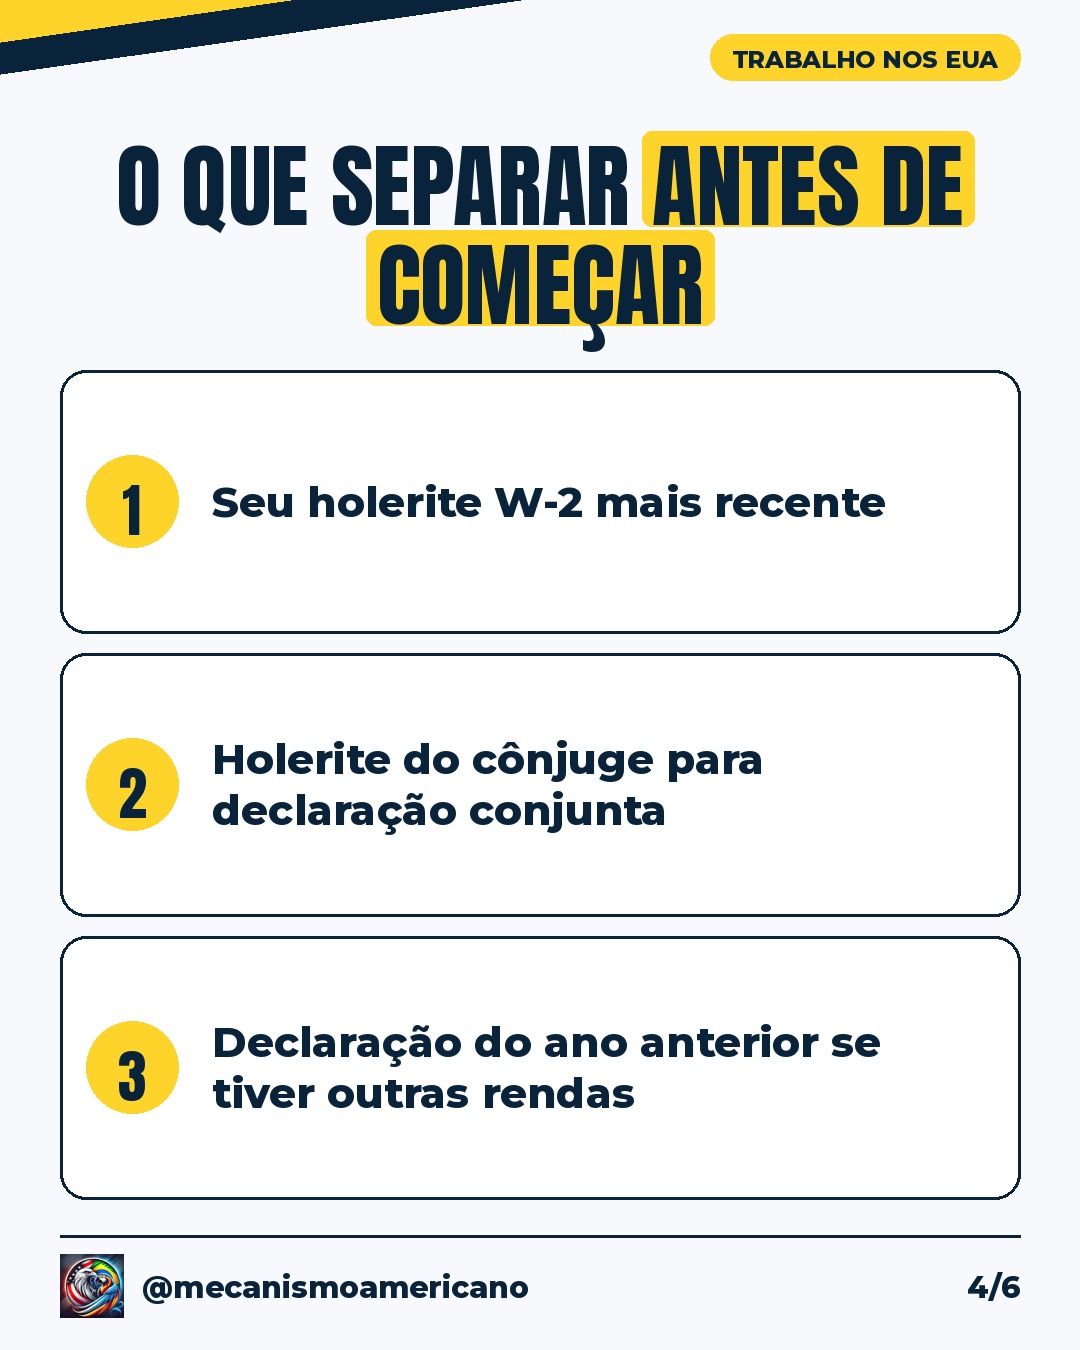 TRABALHO NOS EUA
O QUE SEPARAR ANTES DE
COMEÇAR
1
Seu holerite W-2 mais recente
2
Holerite do cônjuge para
declaração conjunta
3
Declaração do ano anterior se
tiver outras rendas
@mecanismoamericano
4/6